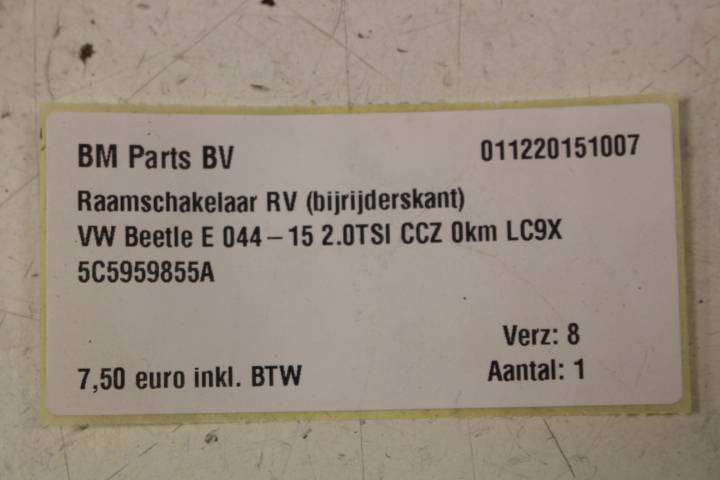 BM Parts BV
011220151007
Raamschakelaar RV (bijrijderskant)
VW Beetle E 044-15 2.0TSI CCZ 0km LC9X
5C5959855A
Verz: 8
7,50 euro inkl. BTW
Aantal: 1